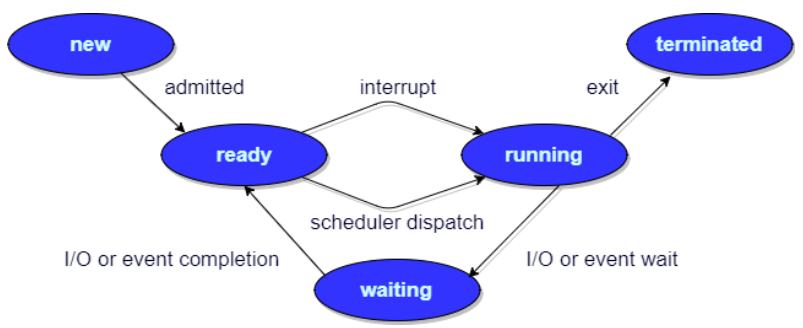 new
terminated
admitted
interrupt
exit
ready
running
scheduler dispatch
I/O or event completion
I/O or event wait
waiting